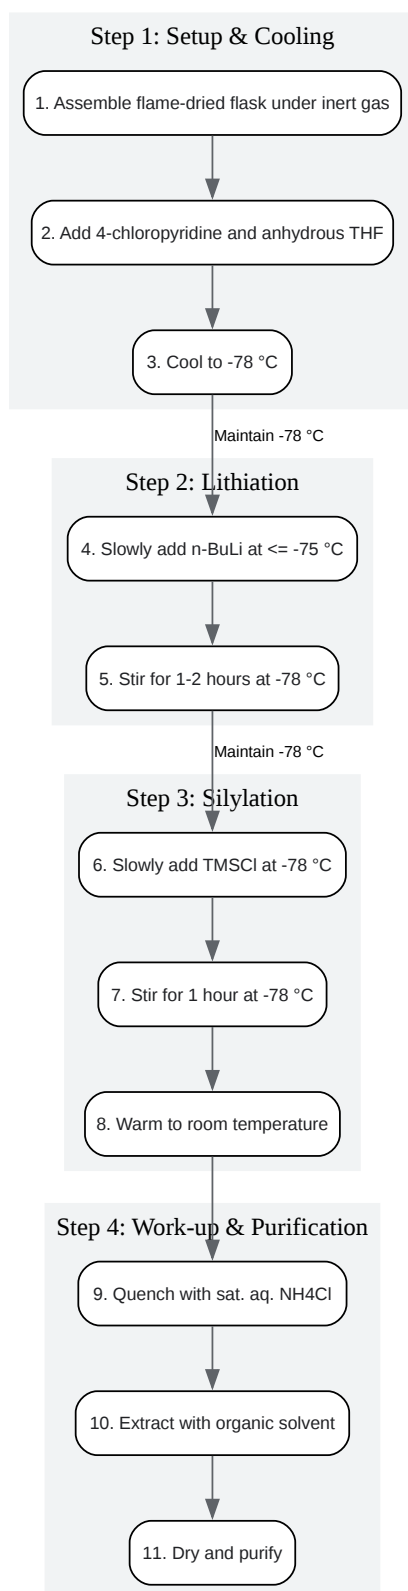 Step 1: Setup & Cooling
1. Assemble flame-dried flask under inert gas
2. Add 4-chloropyridine and anhydrous THF
3. Cool to -78 °C
Maintain -78 °C
Step 2: Lithiation
4. Slowly add n-BuLi at <= -75 °C
5. Stir for 1-2 hours at -78 °C
Maintain -78 °C
Step 3: Silylation
6. Slowly add TMSCl at -78 °C
7. Stir for 1 hour at -78 °C
8. Warm to room temperature
Step 4: Work-up & Purification
9. Quench with sat. aq. NH4Cl
10. Extract with organic solvent
11. Dry and purify